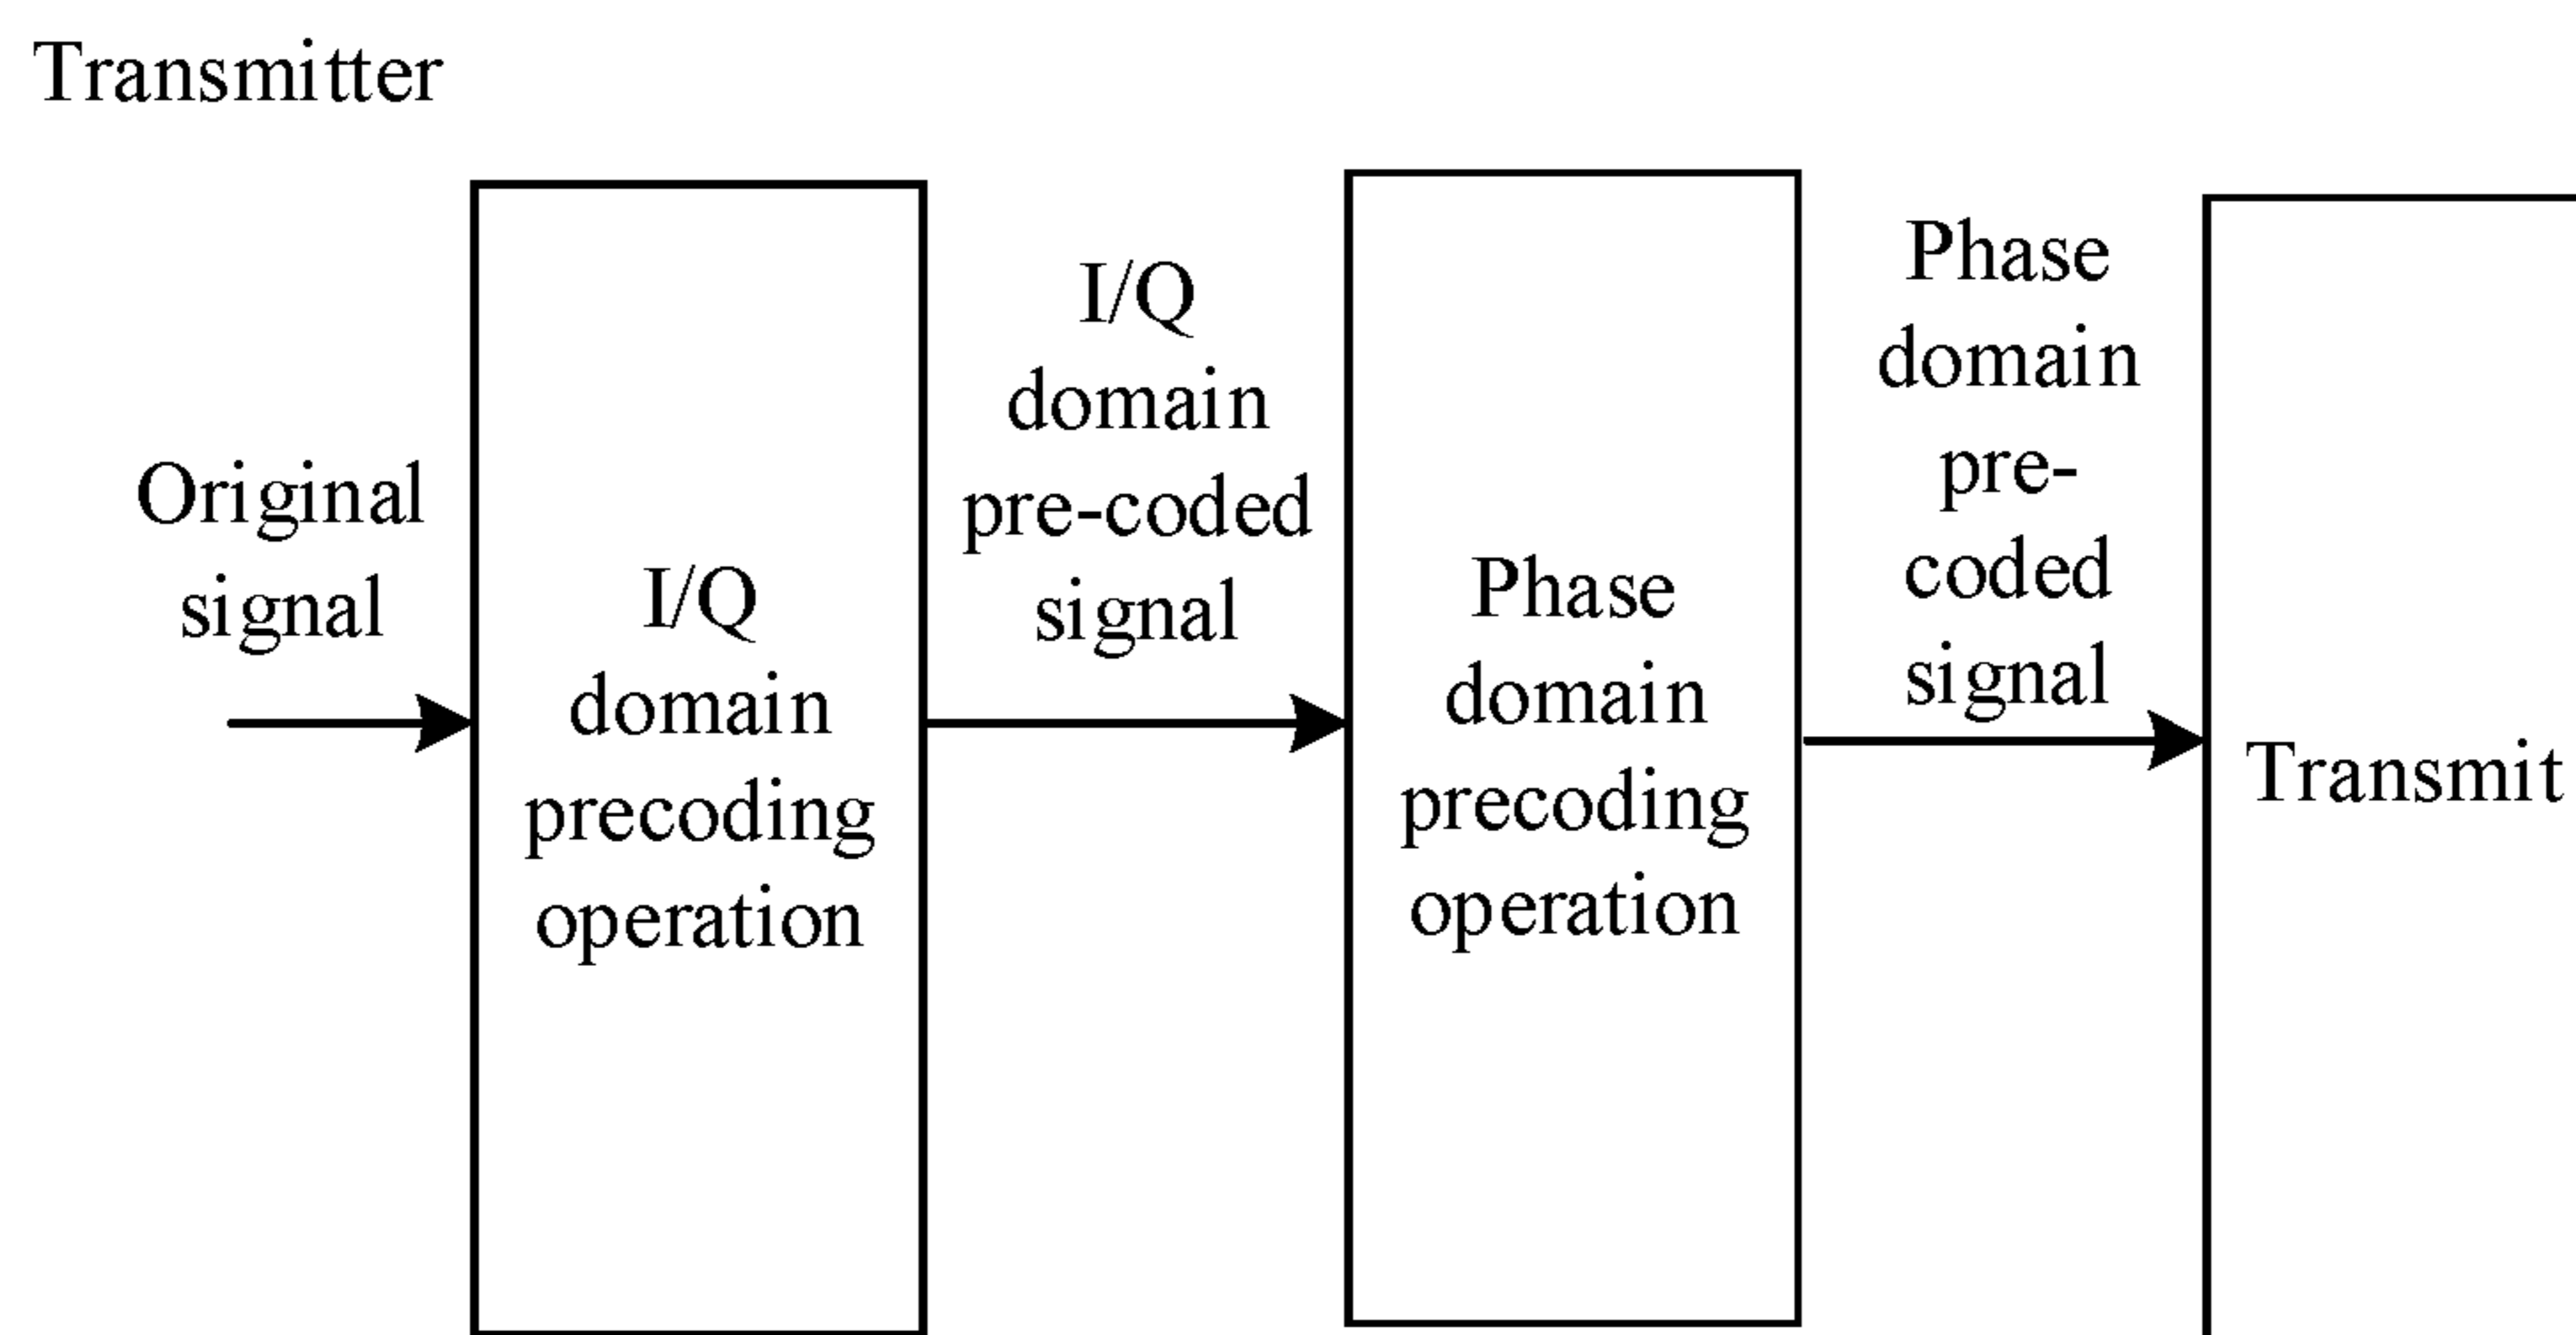 Transmitter
Original
signal
I/Q
domain
precoding
operation
I/Q
domain
pre-coded
signal
Phase
domain
precoding
operation
Phase
domain
pre-
coded
signal
Transmit